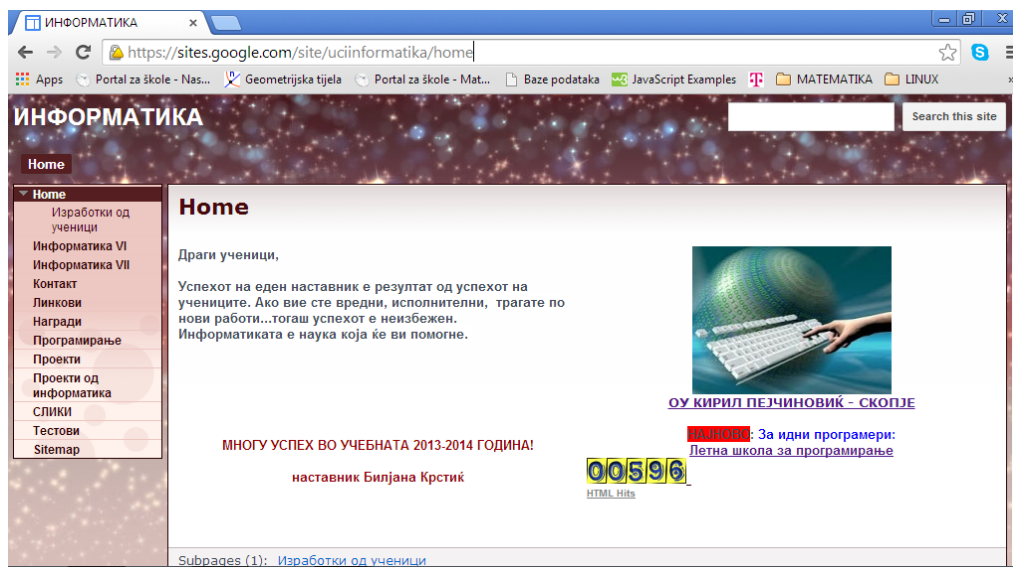 ИНФОРМАТИКА
https://sites.google.com/site/uciinformatika/home
Apps Portal za škole - Nas... Geometrijska tijela Portal za škole - Mat... Baze podataka JavaScript Examples MATEMATIKA LINUX »
ИНФОРМАТИКА
Search this site
Home
Home
Изработки од
ученици
Информатика VI
Информатика VII
Контакт
Линкови
Награди
Програмирање
Проекти
Проекти од
информатика
СЛИКИ
Тестови
Sitemap
Home
Драги ученици,
Успехот на еден наставник е резултат од успехот на
учениците. Ако вие сте вредни, исполнителни, трагате по
нови работи...тогаш успехот е неизбежен.
Информатиката е наука која ќе ви помогне.
МНОГУ УСПЕХ ВО УЧЕБНАТА 2013-2014 ГОДИНА!
наставник Билјана Крстиќ
ОУ КИРИЛ ПЕЈЧИНОВИЌ - СКОПЈЕ
НАЈНОВО: За идни програмери:
Летна школа за програмирање
00596
HTML Hits
Subpages (1): Изработки од ученици